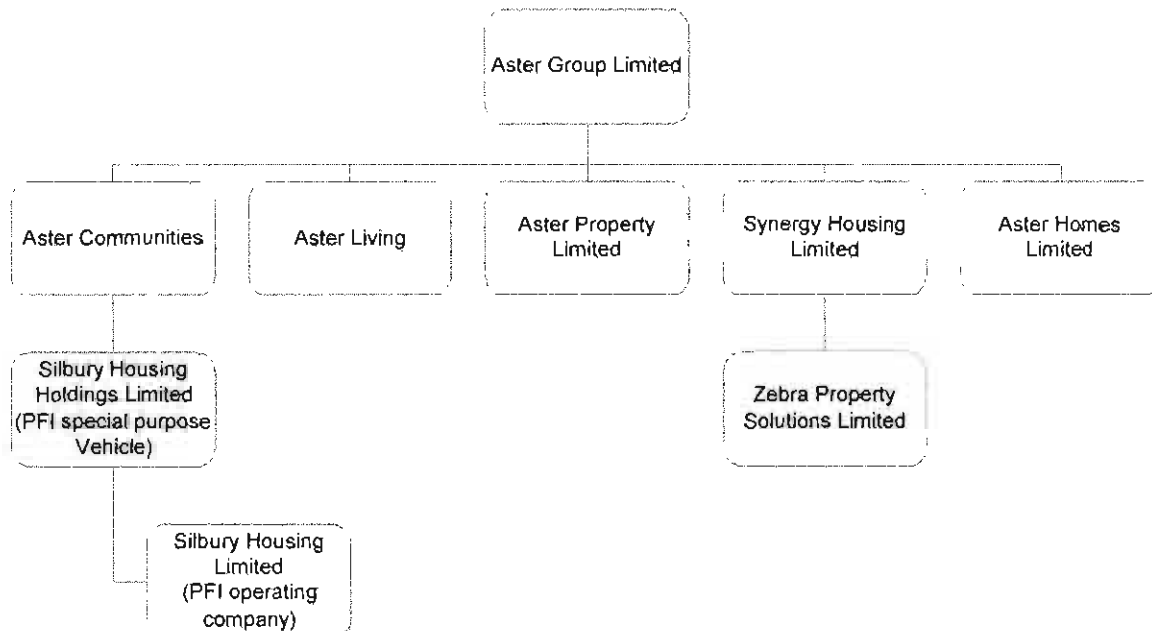 Aster Group Limited
Aster Communities
Aster Living
Aster Property
Limited
Synergy Housing
Limited
Aster Homes
Limited
Silbury Housing
Holdings Limited
(PFI special purpose
Vehicle)
Zebra Property
Solutions Limited
Silbury Housing
Limited
(PFI operating
company)